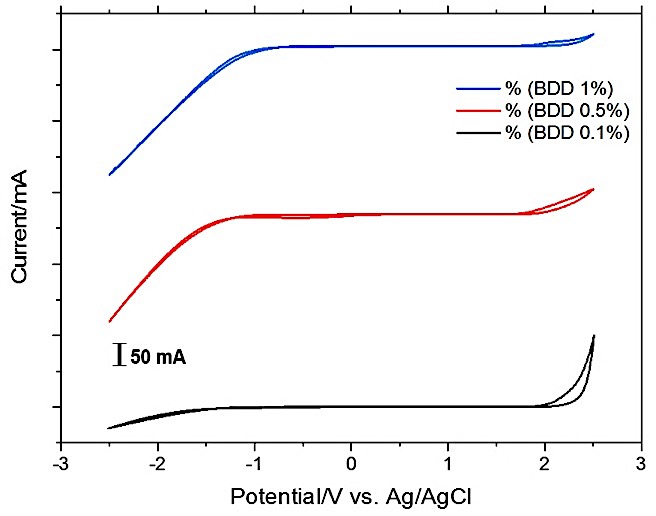 % (BDD 1%)
% (BDD 0.5%)
% (BDD 0.1%)
Current/mA
50 mA
-3 -2 -1 0 1 2 3
Potential/V vs. Ag/AgCl